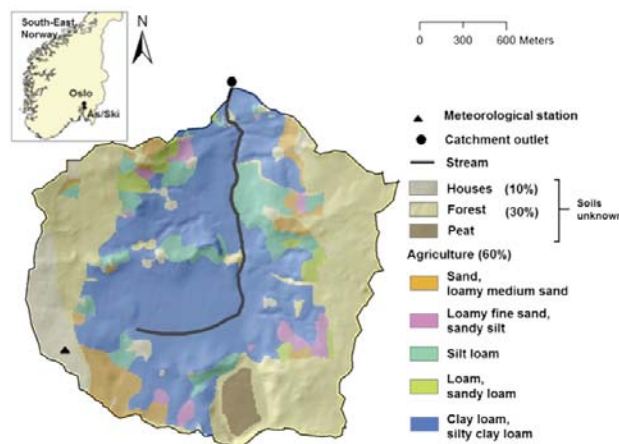 South-East
Norway
Oslo
Ås/Ski
N
0 300 600 Meters
Meteorological station
Catchment outlet
Stream
Houses (10%)
Forest (30%)
Peat
Soils
unknown
Agriculture (60%)
Sand,
loamy medium sand
Loamy fine sand,
sandy silt
Silt loam
Loam,
sandy loam
Clay loam,
silty clay loam